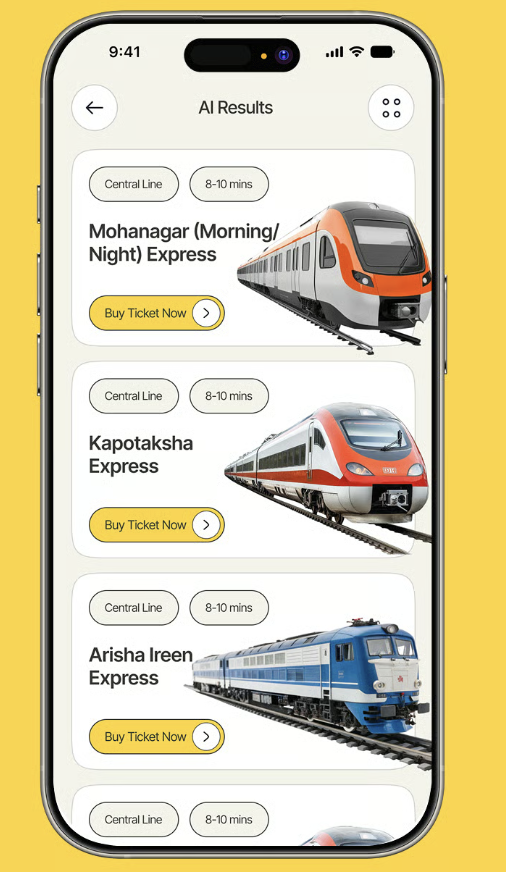 9:41
AI Results
Central Line
8-10 mins
Mohanagar (Morning/
Night) Express
Buy Ticket Now
Central Line
8-10 mins
Kapotaksha
Express
Buy Ticket Now
Central Line
8-10 mins
Arisha Ireen
Express
Buy Ticket Now
Central Line
8-10 mins